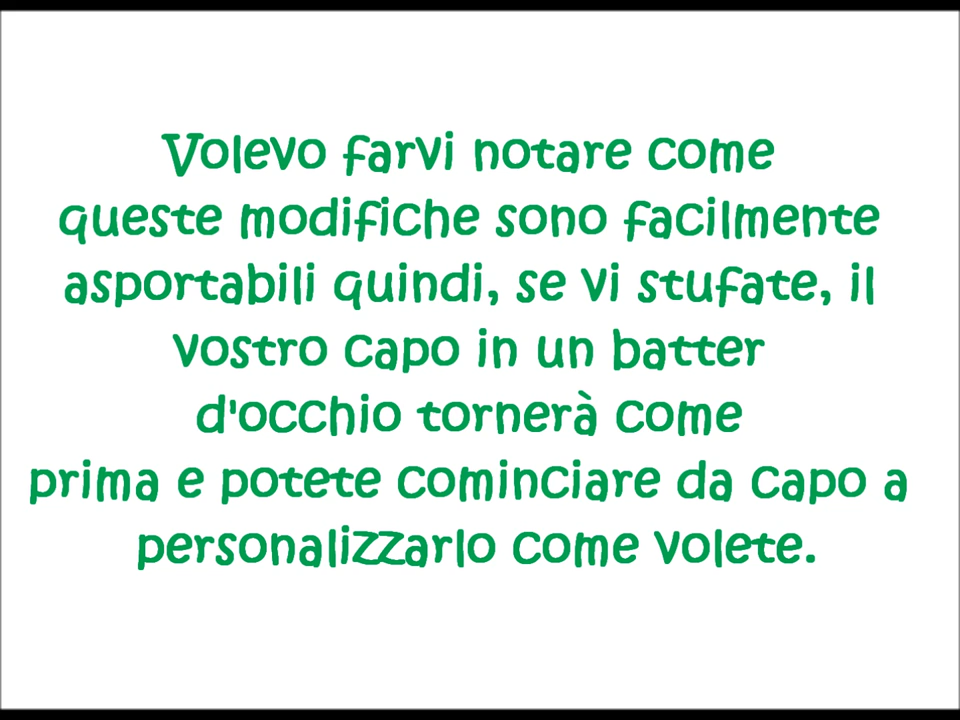 Volevo farvi notare come
queste modifiche sono facilmente
asportabili quindi, se vi stufate, il
vostro capo in un batter
d'occhio tornerà come
prima e potete cominciare da capo a
personalizzarlo come volete.